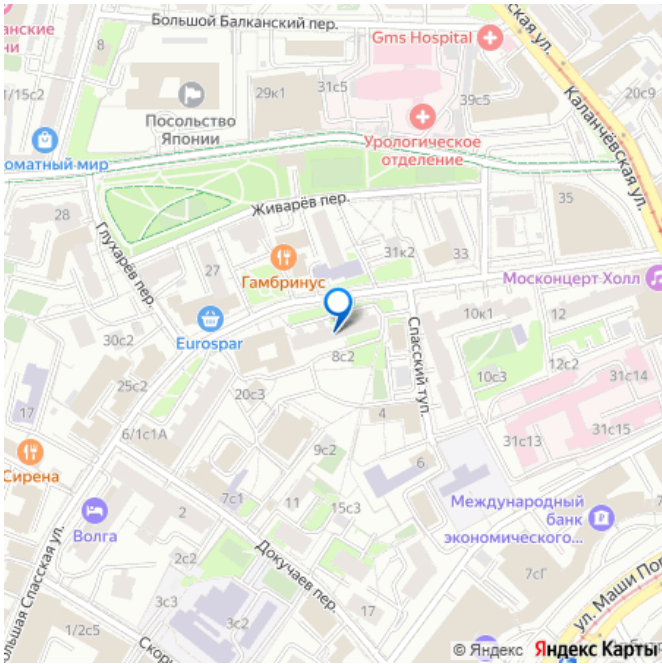 Большой Балканский пер.
ская ул.
анские
ни
Gms Hospital
8
31с5
20с9
1/15с2
29к1
39с5
Посольство
Японии
Каланчёвская ул.
Урологическое
отделение
оматный мир
Живарёв пер.
35
28
Глухарёв пер.
31к2
33
27
Гамбринус
Москонцерт Холл
Eurospar
10к1
12
30с2
Спасский туп.
8с2
12с2
25с2
10с3
31с14
20с3
17
4
6/1с1А
31с13
31с15
9с2
Сирена
6
7с1
11
15с3
Международный
банк
экономического...
Волга
2
Докучаев пер.
2с2
7сГ
ольшая Спасская ул.
3с3
17
ул. Маши По
1/2с5
3с2
Скор
© Яндекс Яндекс Карты